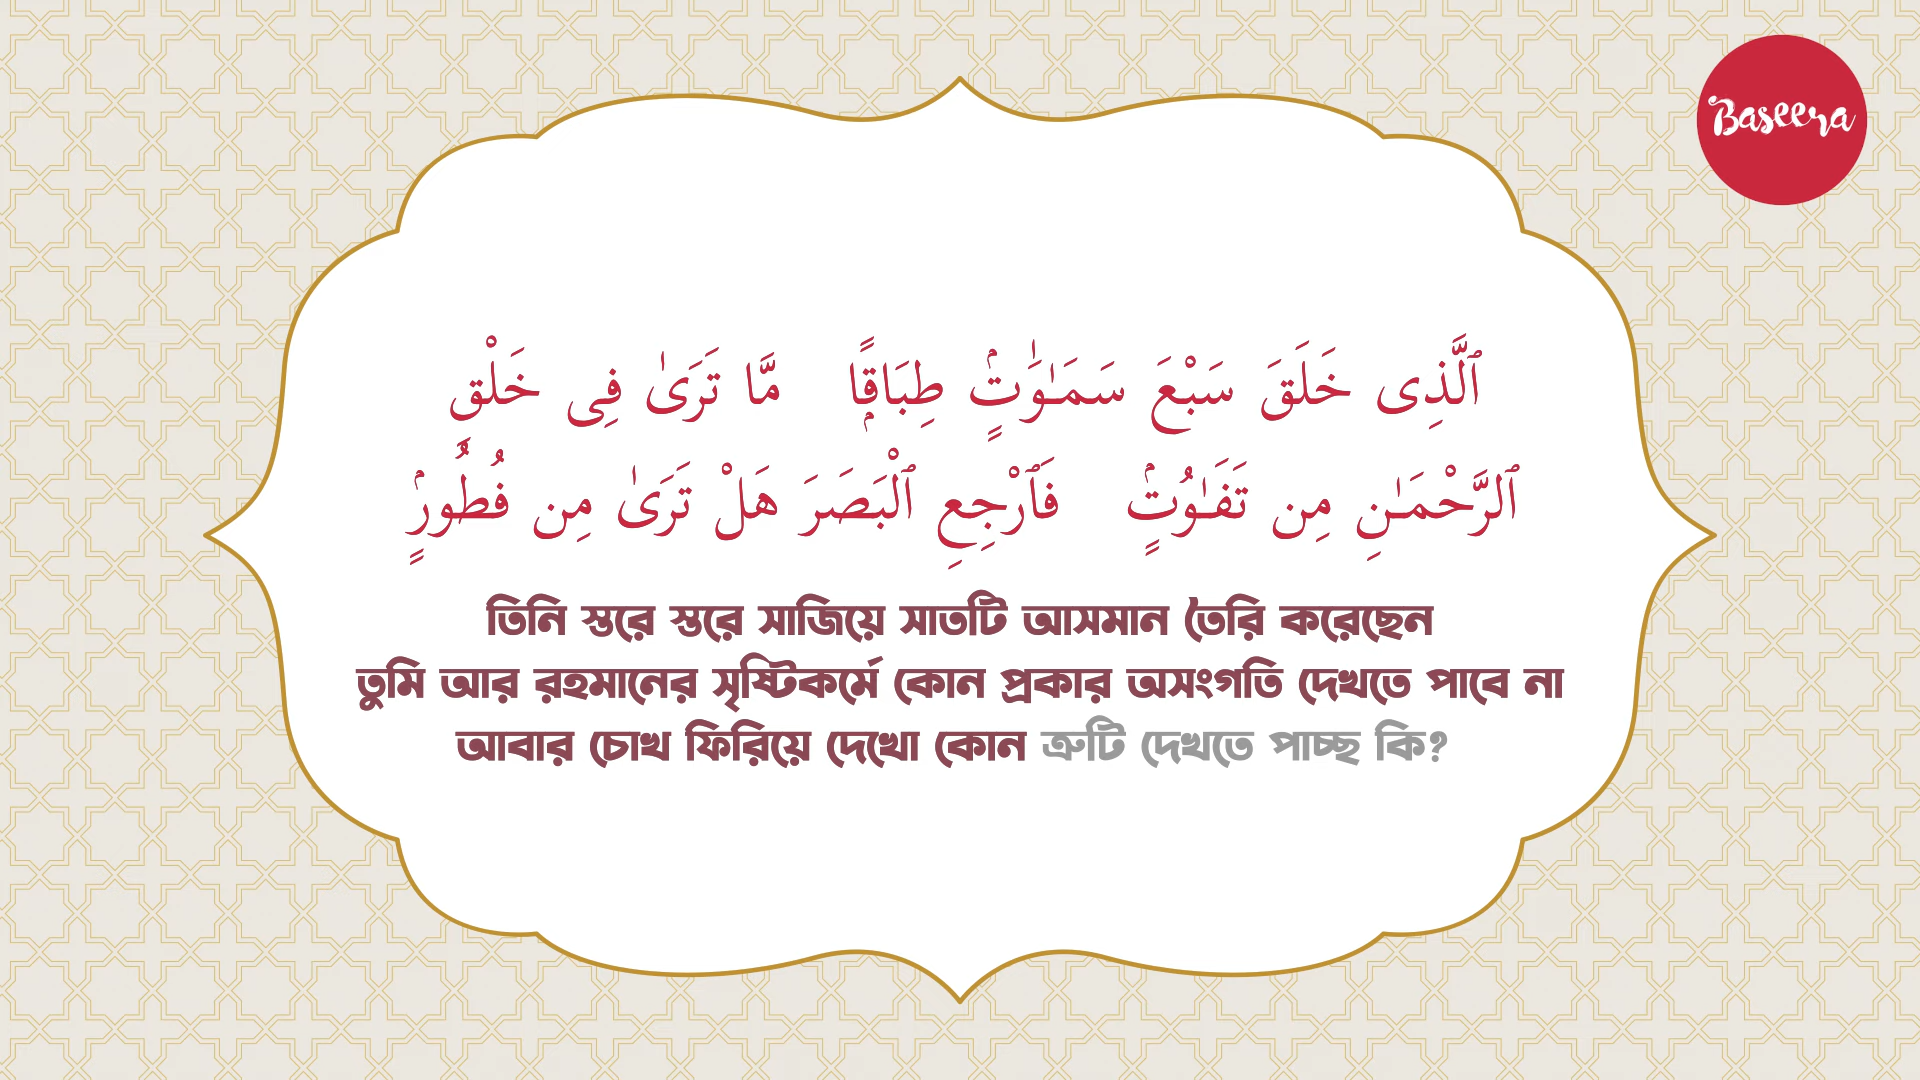 Baseera
ٱلَّذِى خَلَقَ سَبْعَ سَمَـٰوَٰتٍۢ طِبَاقًۭا مَّا تَرَىٰ فِى خَلْقِ
ٱلرَّحْمَـٰنِ مِن تَفَـٰوُتٍۢ فَٱرْجِعِ ٱلْبَصَرَ هَلْ تَرَىٰ مِن فُطُورٍۢ
তিনি স্তরে স্তরে সাজিয়ে সাতটি আসমান তৈরি করেছেন
তুমি আর রহমানের সৃষ্টিকর্মে কোন প্রকার অসংগতি দেখতে পাবে না
আবার চোখ ফিরিয়ে দেখো কোন ত্রুটি দেখতে পাচ্ছ কি?